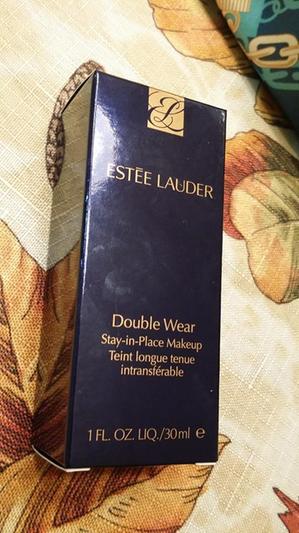 EL
ESTĒE LAUDER
Double Wear
Stay-in-Place Makeup
Teint longue tenue
intransférable
1 FL. OZ. LIQ./30 ml ℮